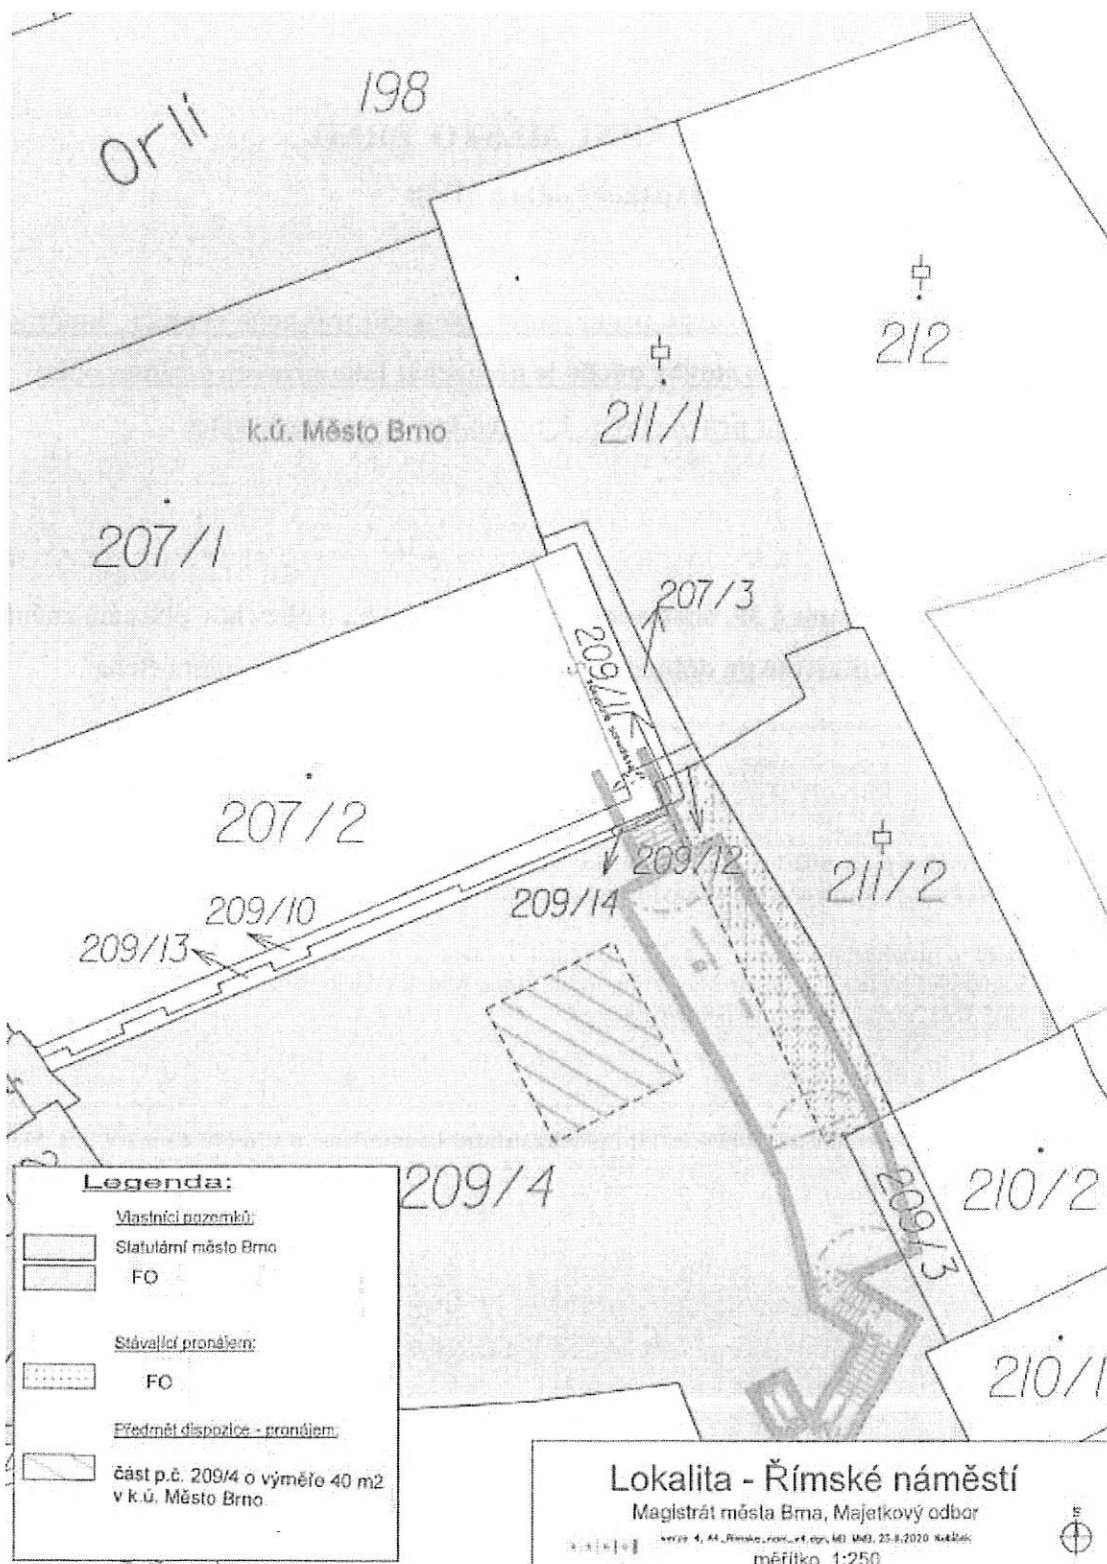 198
Orlí
212
211/1
k.ú. Město Brno
207/1
207/3
209/11
207/2
209/12
211/2
209/14
209/10
209/13
209/4
210/2
209/3
210/1
Legenda:
Vlastníci pozemků:
Statutární město Brno
FO
Stávající pronájem:
FO
Předmět dispozice - pronájem:
část p.č. 209/4 o výměře 40 m2
v k.ú. Město Brno
Lokalita - Římské náměstí
Magistrát města Brna, Majetkový odbor
měřítko 1:250
S